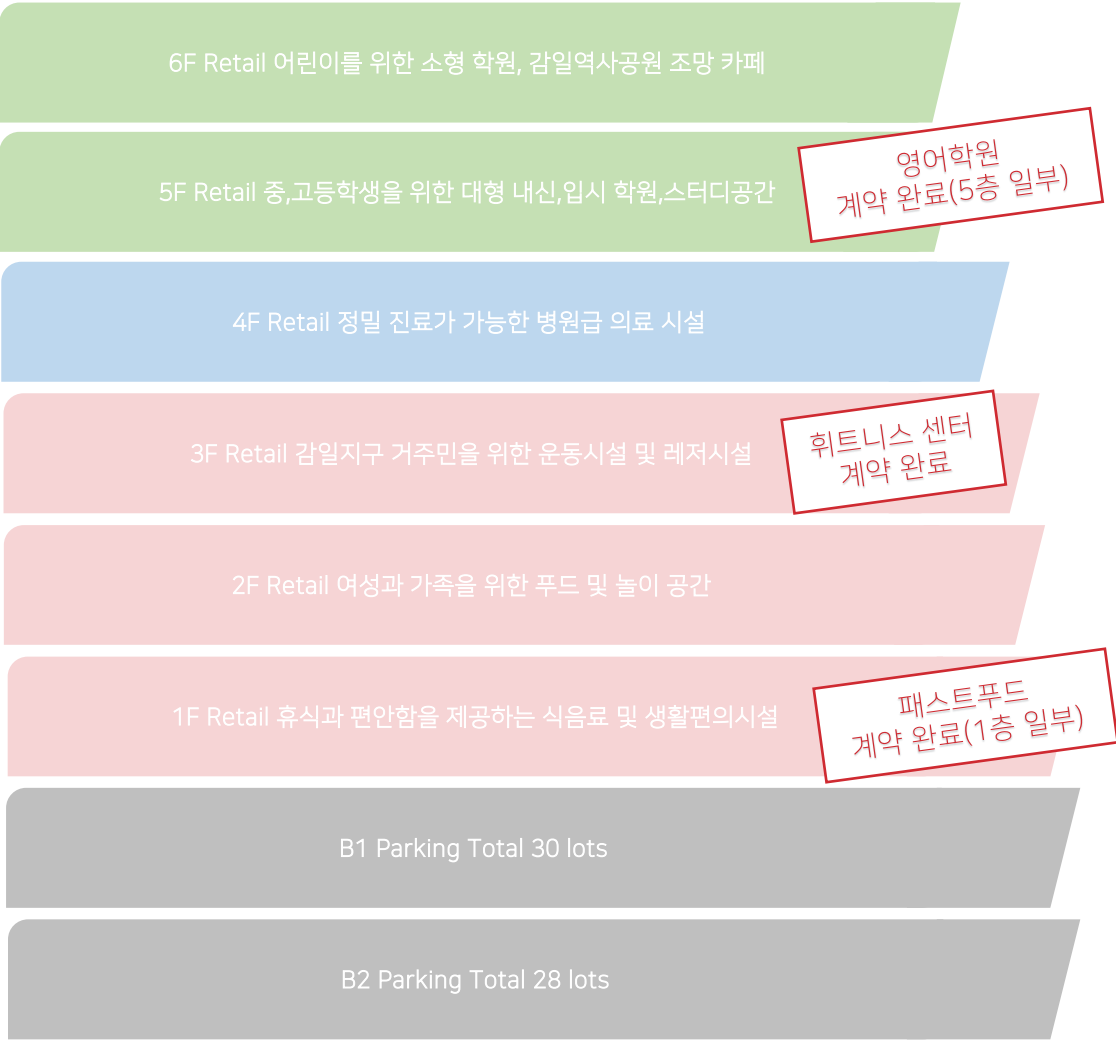 6F Retail 어린이를 위한 소형 학원, 감일역사공원 조망 카페
5F Retail 중,고등학생을 위한 대형 내신,입시 학원,스터디공간
영어학원
계약 완료(5층 일부)
4F Retail 정밀 진료가 가능한 병원급 의료 시설
3F Retail 감일지구 거주민을 위한 운동시설 및 레저시설
휘트니스 센터
계약 완료
2F Retail 여성과 가족을 위한 푸드 및 놀이 공간
1F Retail 휴식과 편안함을 제공하는 식음료 및 생활편의시설
패스트푸드
계약 완료(1층 일부)
B1 Parking Total 30 lots
B2 Parking Total 28 lots